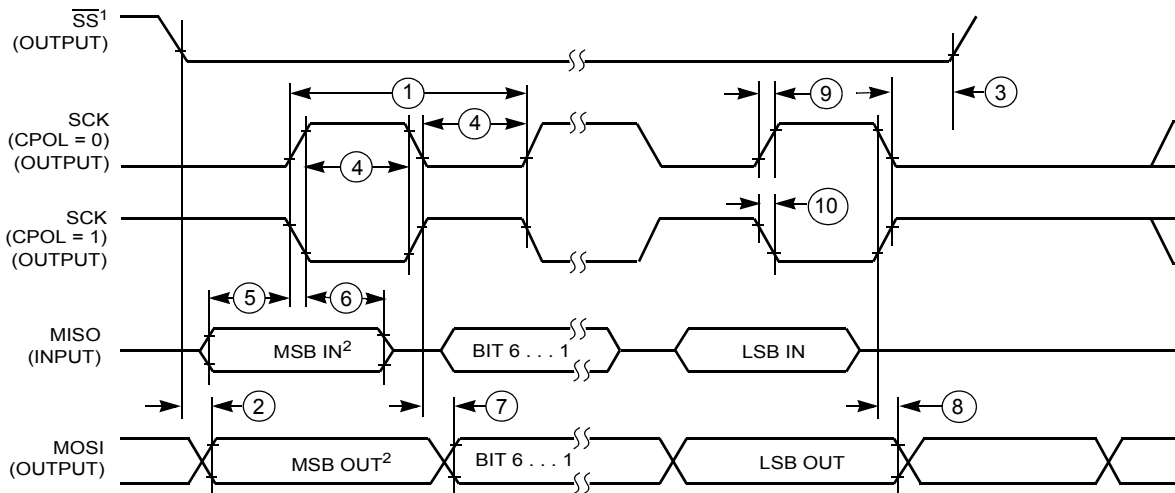 SS¹
(OUTPUT)
1
9
3
SCK
(CPOL = 0)
(OUTPUT)
4
4
SCK
(CPOL = 1)
(OUTPUT)
10
5
6
MISO
(INPUT)
MSB IN²
BIT 6 . . . 1
LSB IN
2
7
8
MOSI
(OUTPUT)
MSB OUT²
BIT 6 . . . 1
LSB OUT